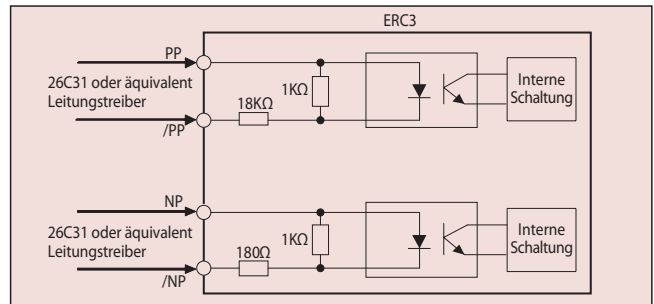 ERC3
PP
26C31 oder äquivalent
Leitungstreiber
1KΩ
18KΩ
/PP
Interne
Schaltung
NP
26C31 oder äquivalent
Leitungstreiber
1KΩ
180Ω
/NP
Interne
Schaltung